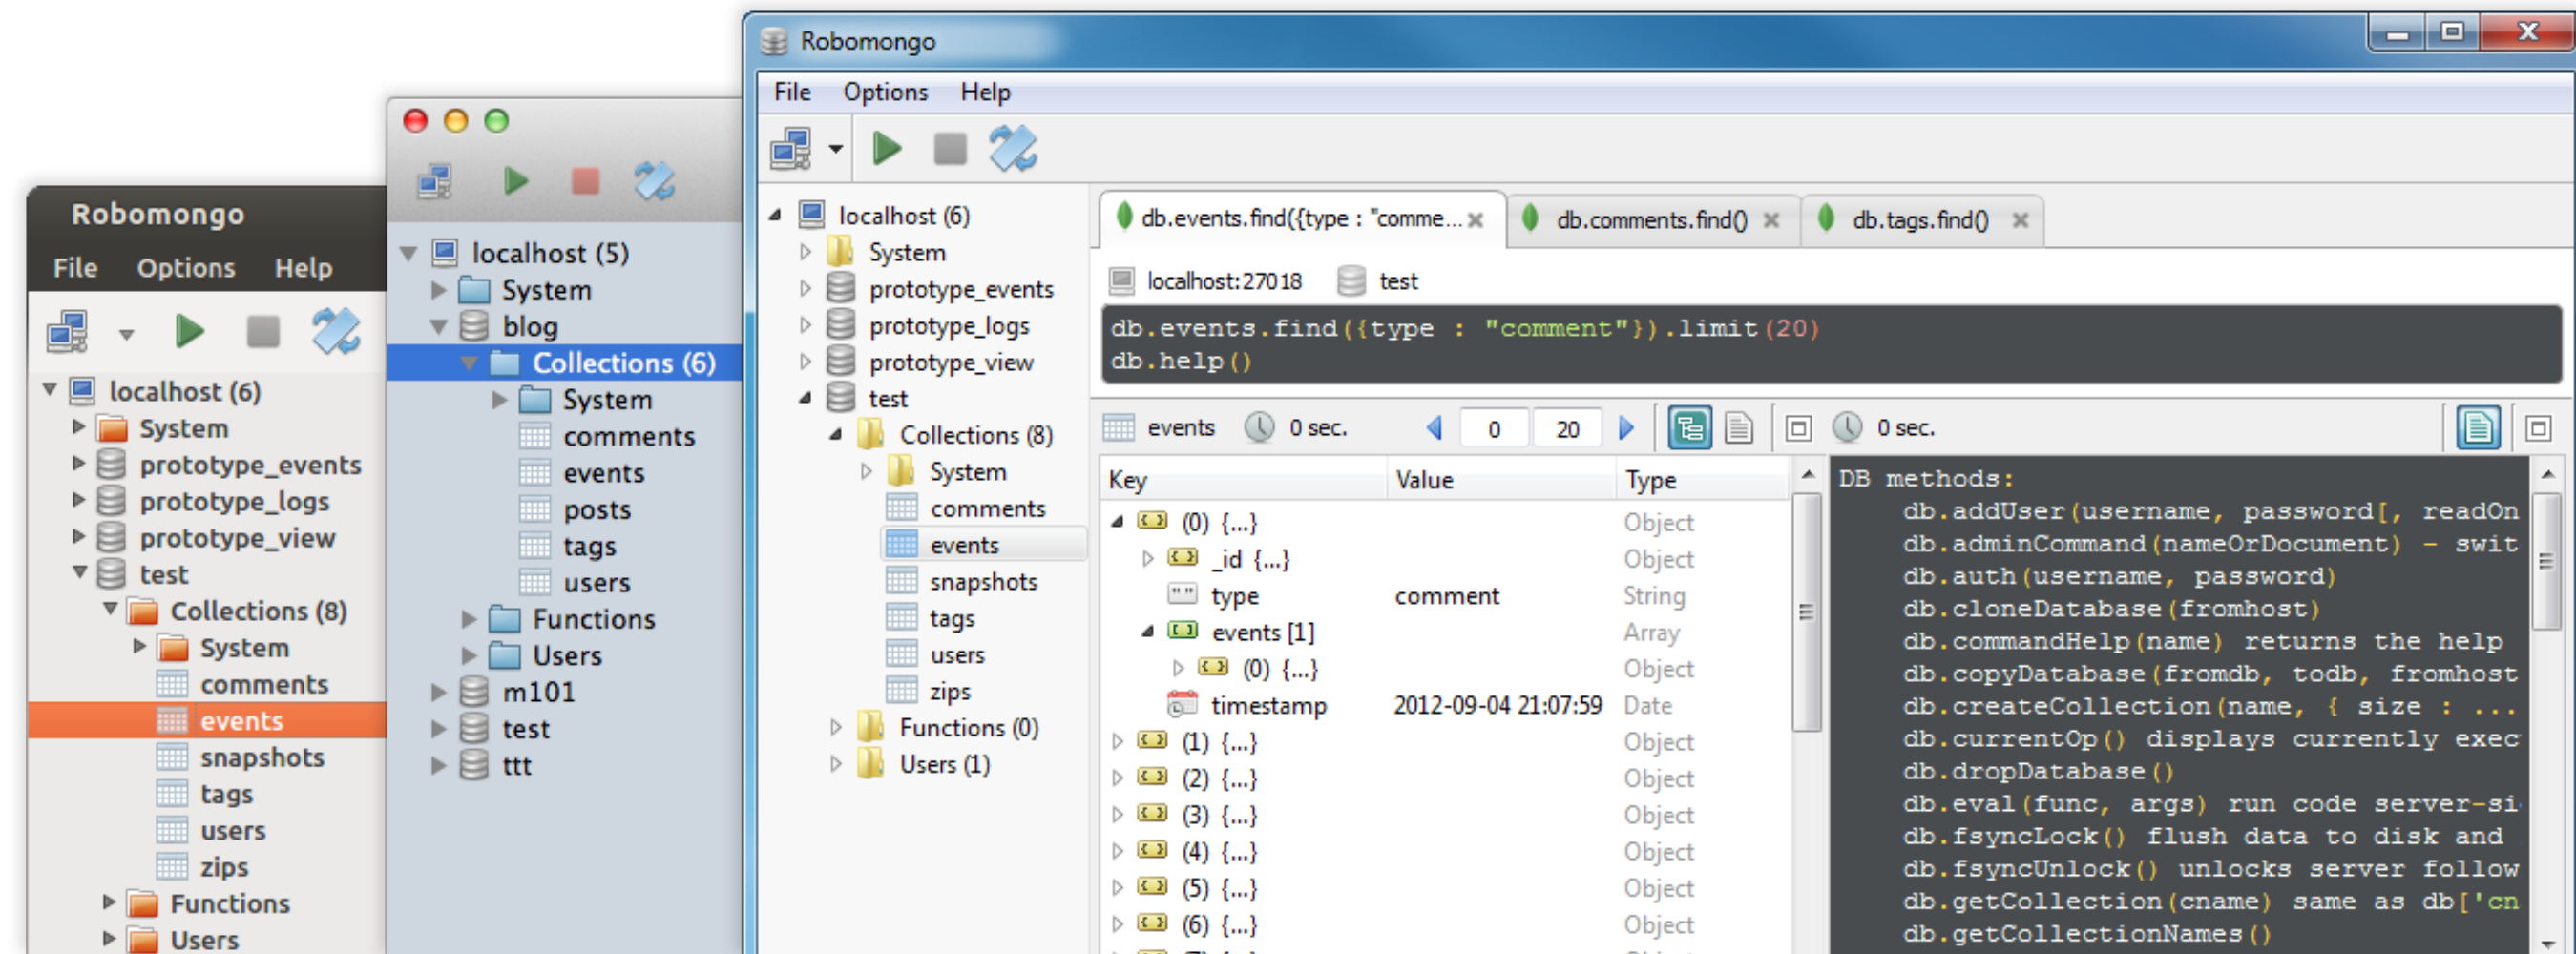 Robomongo
File Options Help
localhost (6)
System
prototype_events
prototype_logs
prototype_view
test
Collections (8)
System
comments
events
snapshots
tags
users
zips
Functions
Users
localhost (5)
System
blog
Collections (6)
System
comments
events
posts
tags
users
Functions
Users
m101
test
ttt
Robomongo
File Options Help
localhost (6)
System
prototype_events
prototype_logs
prototype_view
test
Collections (8)
System
comments
events
snapshots
tags
users
zips
Functions (0)
Users (1)
db.events.find({type : "comme... db.comments.find() db.tags.find()
localhost:27018 test
db.events.find({type : "comment"}).limit(20)
db.help()
events 0 sec. 0 20 0 sec.
Key Value Type
(0) {...} Object
_id {...} Object
type comment String
events [1] Array
(0) {...} Object
timestamp 2012-09-04 21:07:59 Date
(1) {...} Object
(2) {...} Object
(3) {...} Object
(4) {...} Object
(5) {...} Object
(6) {...} Object
DB methods:
db.addUser(username, password[, readOn
db.adminCommand(nameOrDocument) - swit
db.auth(username, password)
db.cloneDatabase(fromhost)
db.commandHelp(name) returns the help
db.copyDatabase(fromdb, todb, fromhost
db.createCollection(name, { size : ...
db.currentOp() displays currently exec
db.dropDatabase()
db.eval(func, args) run code server-si
db.fsyncLock() flush data to disk and
db.fsyncUnlock() unlocks server follow
db.getCollection(cname) same as db['cn
db.getCollectionNames()